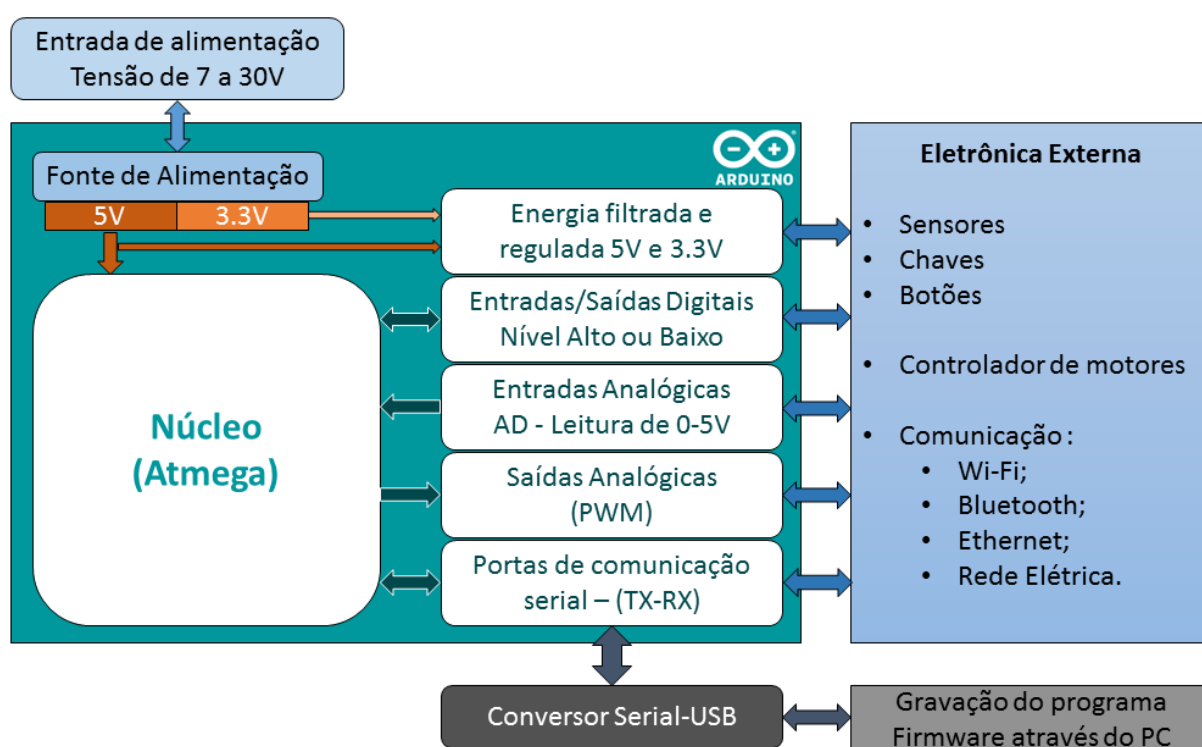 Entrada de alimentação
Tensão de 7 a 30V
Fonte de Alimentação
5V
3.3V
ARDUINO
Energia filtrada e
regulada 5V e 3.3V
Entradas/Saídas Digitais
Nível Alto ou Baixo
Entradas Analógicas
AD - Leitura de 0-5V
Saídas Analógicas
(PWM)
Portas de comunicação
serial – (TX-RX)
Núcleo
(Atmega)
Eletrônica Externa
• Sensores
• Chaves
• Botões
• Controlador de motores
• Comunicação :
• Wi-Fi;
• Bluetooth;
• Ethernet;
• Rede Elétrica.
Conversor Serial-USB
Gravação do programa
Firmware através do PC